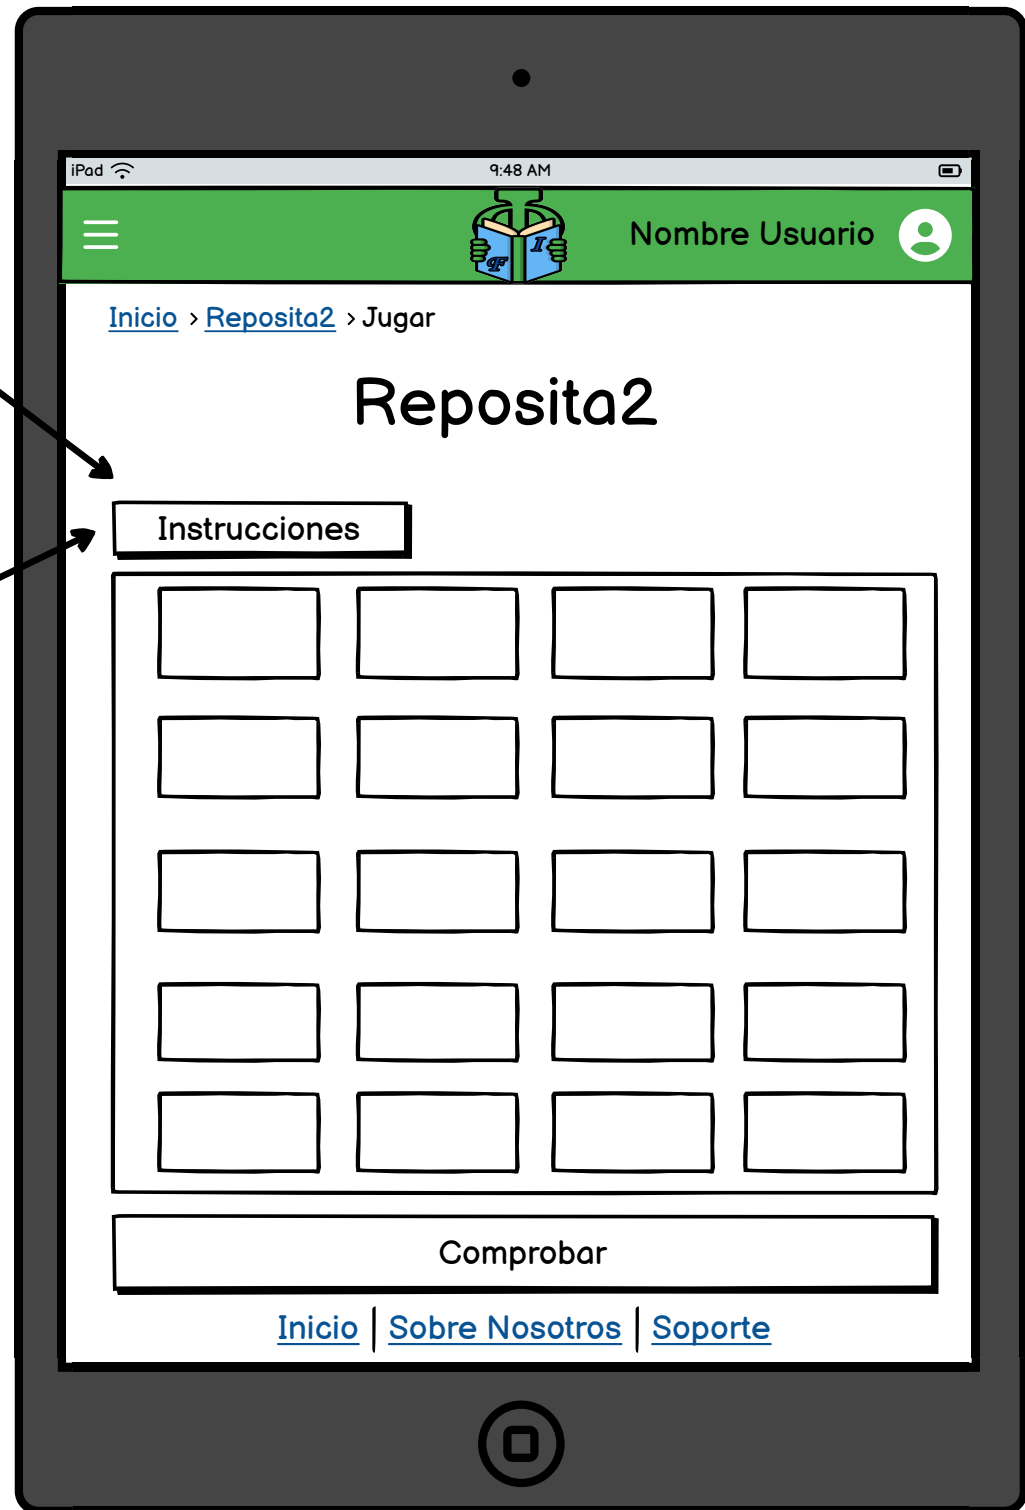 iPad 9:48 AM
Nombre Usuario
F I
Inicio > Reposita2 > Jugar
Reposita2
Instrucciones
Comprobar
Inicio | Sobre Nosotros | Soporte